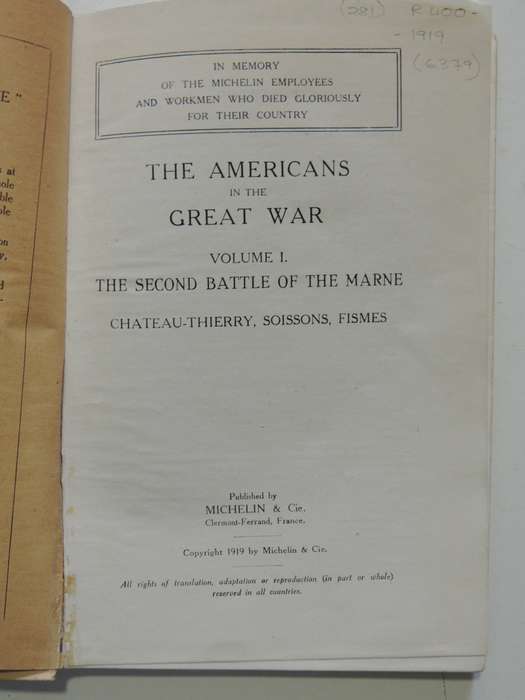 (281) R 400-
- 1919
(6379)
IN MEMORY
OF THE MICHELIN EMPLOYEES
AND WORKMEN WHO DIED GLORIOUSLY
FOR THEIR COUNTRY
THE AMERICANS
IN THE
GREAT WAR
VOLUME I.
THE SECOND BATTLE OF THE MARNE
CHATEAU-THIERRY, SOISSONS, FISMES
Published by
MICHELIN & Cie.
Clermont-Ferrand, France.
Copyright 1919 by Michelin & Cie.
All rights of translation, adaptation or reproduction (in part or whole)
reserved in all countries.